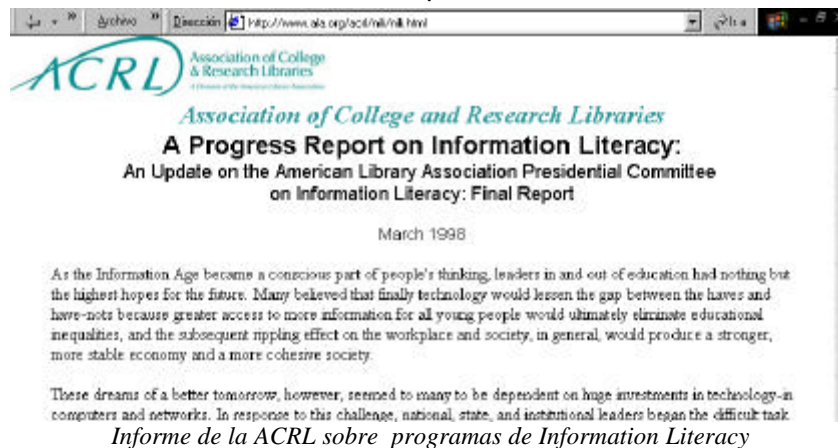 Archivo
Dirección http://www.ala.org/acrl/nili/nili.html
ACRL
Association of College
& Research Libraries
Association of College and Research Libraries
A Progress Report on Information Literacy:
An Update on the American Library Association Presidential Committee
on Information Literacy: Final Report
March 1998
As the Information Age became a conscious part of people's thinking, leaders in and out of education had nothing but
the highest hopes for the future. Many believed that finally technology would lessen the gap between the haves and
have-nots because greater access to more information for all young people would ultimately eliminate educational
inequalities, and the subsequent rippling effect on the workplace and society, in general, would produce a stronger,
more stable economy and a more cohesive society.
These dreams of a better tomorrow, however, seemed to many to be dependent on huge investments in technology-in
computers and networks. In response to this challenge, national, state, and institutional leaders began the difficult task
Informe de la ACRL sobre programas de Information Literacy